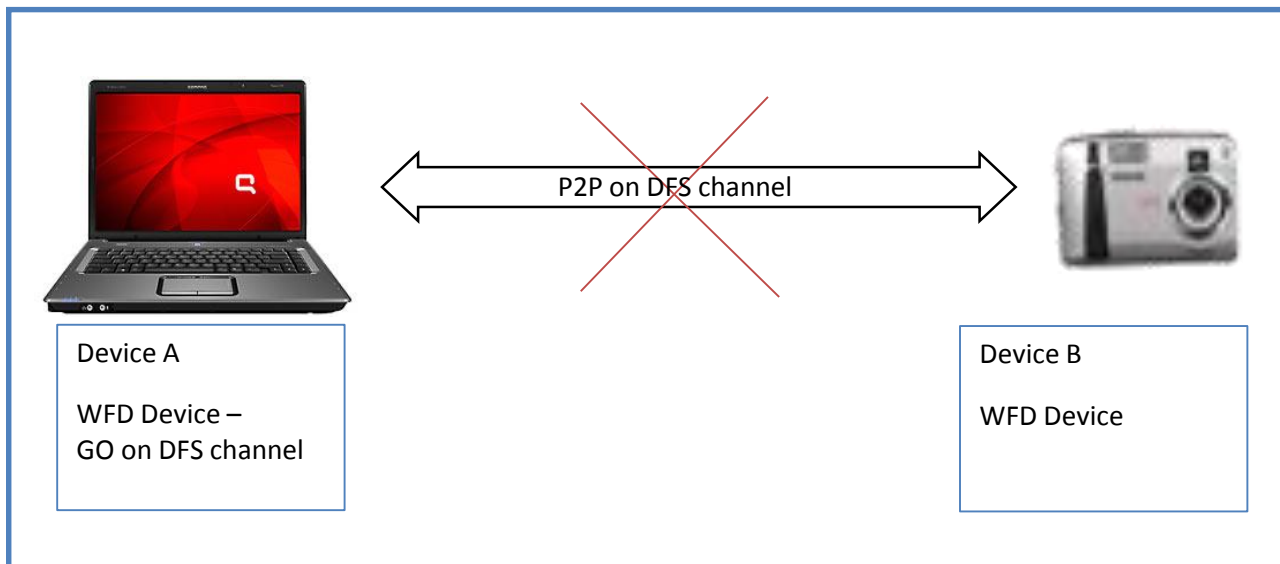 P2P on DFS channel
Device A
WFD Device –
GO on DFS channel
Device B
WFD Device